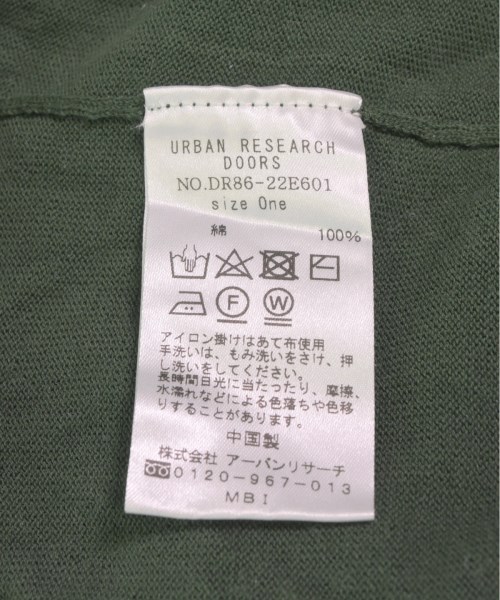 URBAN RESEARCH
DOORS
NO.DR86-22E601
size One
綿 100%
F W
アイロン掛けはあて布使用
手洗いは、もみ洗いをさけ、押
し洗いをしてください。
長時間日光に当たったり、摩擦、
水濡れなどによる色落ちや色移
りすることがあります。
中国製
株式会社 アーバンリサーチ
0120-967-013
MBI